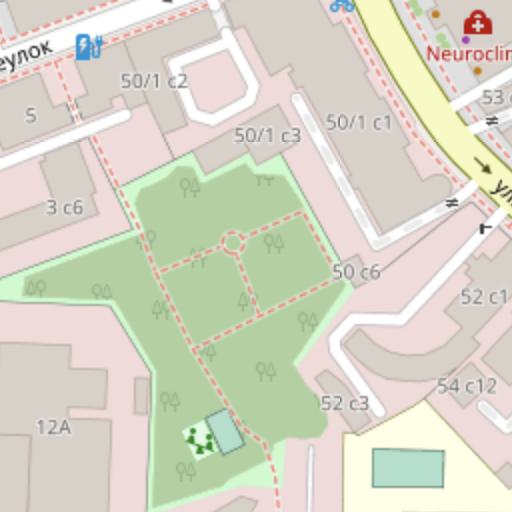 еулок
Neuroclin
50/1 с2
53
5
50/1 с3
50/1 с1
ул
3 с6
50 с6
52 с1
54 с12
52 с3
12А